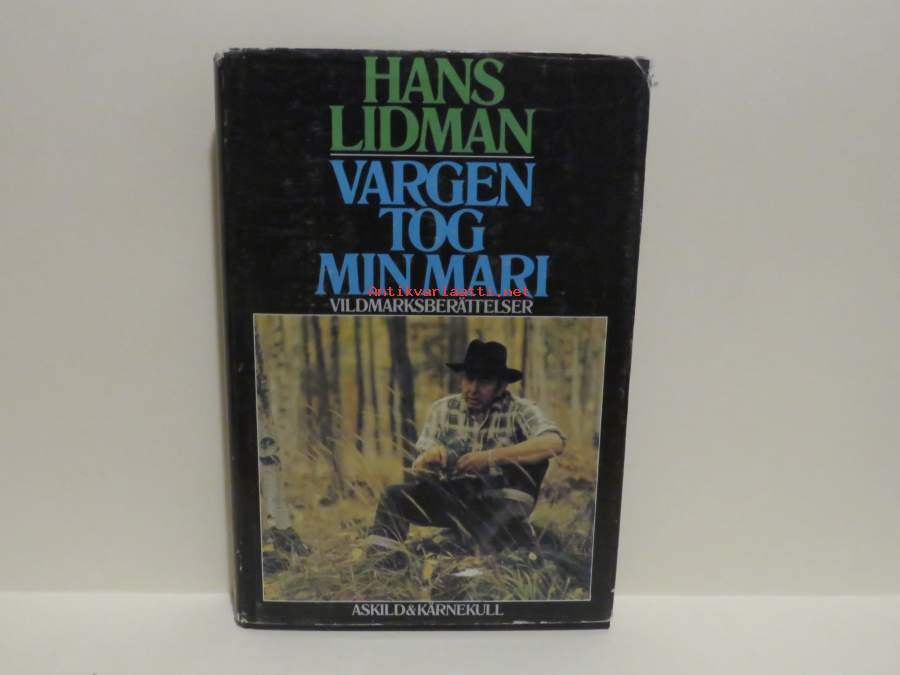 HANS
LIDMAN
VARGEN
TOG
MIN MARI
Antikvariaatti.net
VILDMARKSBERÄTTELSER
ASKILD & KÄRNEKULL